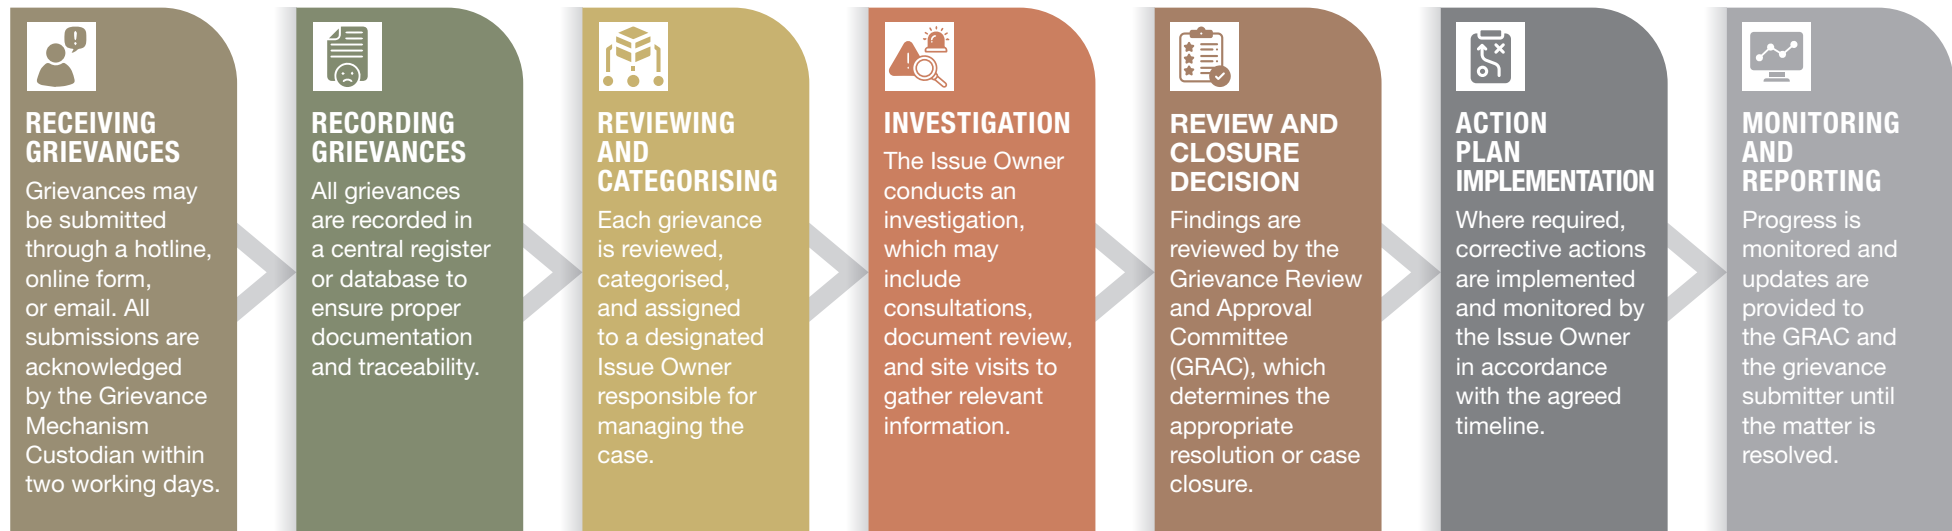 RECEIVING
GRIEVANCES
Grievances may
be submitted
through a hotline,
online form,
or email. All
submissions are
acknowledged
by the Grievance
Mechanism
Custodian within
two working days.
RECORDING
GRIEVANCES
All grievances
are recorded in
a central register
or database to
ensure proper
documentation
and traceability.
REVIEWING
AND
CATEGORISING
Each grievance
is reviewed,
categorised,
and assigned
to a designated
Issue Owner
responsible for
managing the
case.
INVESTIGATION
The Issue Owner
conducts an
investigation,
which may
include
consultations,
document review,
and site visits to
gather relevant
information.
REVIEW AND
CLOSURE
DECISION
Findings are
reviewed by the
Grievance Review
and Approval
Committee
(GRAC), which
determines the
appropriate
resolution or case
closure.
ACTION
PLAN
IMPLEMENTATION
Where required,
corrective actions
are implemented
and monitored by
the Issue Owner
in accordance
with the agreed
timeline.
MONITORING
AND
REPORTING
Progress is
monitored and
updates are
provided to
the GRAC and
the grievance
submitter until
the matter is
resolved.